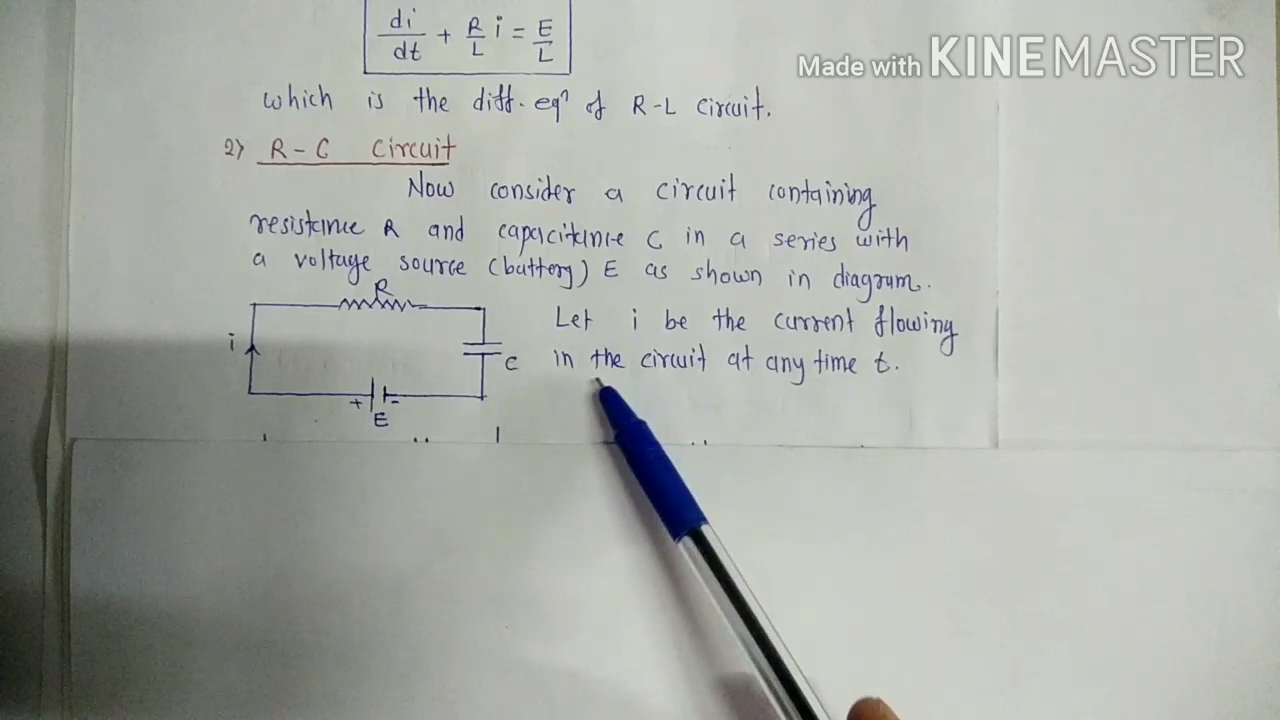 Made with KINEMASTER
di/dt + R/L i = E/L
which is the diff. eqn of R-L circuit.
2) R-C Circuit
Now consider a circuit containing
resistance R and capacitance C in a series with
a voltage source (battery) E as shown in diagram.
R
Let i be the current flowing
i
C
in the circuit at any time t.
+ -
E